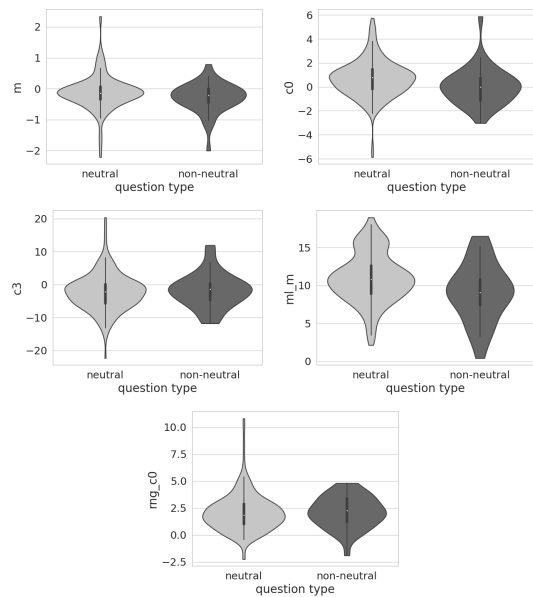 m
2
1
0
−1
−2
neutral
non-neutral
question type
c0
6
4
2
0
−2
−4
−6
neutral
non-neutral
question type
c3
20
10
0
−10
−20
neutral
non-neutral
question type
ml_m
15
10
5
0
neutral
non-neutral
question type
rng_c0
10.0
7.5
5.0
2.5
0.0
−2.5
neutral
non-neutral
question type